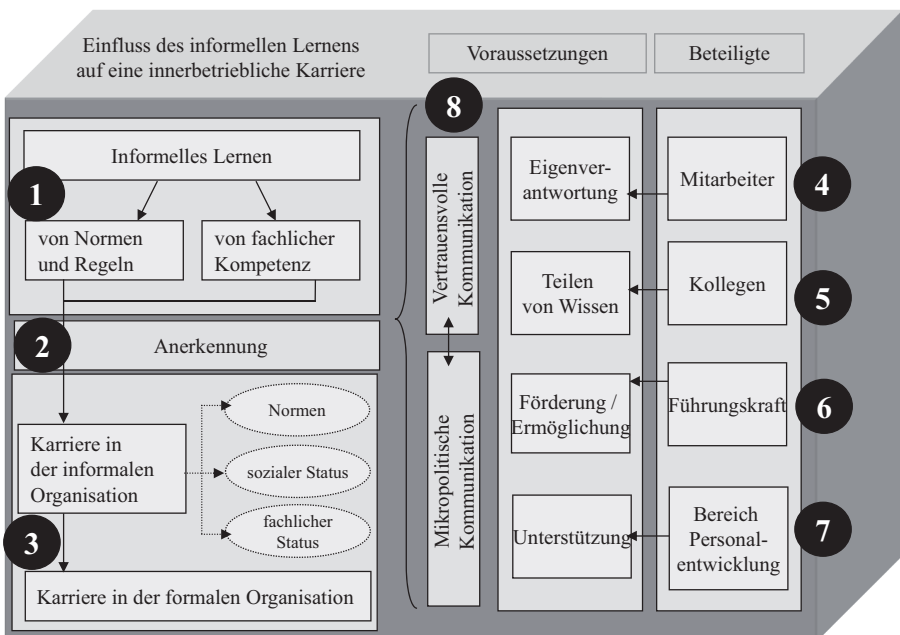 Einfluss des informellen Lernens
auf eine innerbetriebliche Karriere
Voraussetzungen
Beteiligte
8
Informelles Lernen
1
von Normen
und Regeln
von fachlicher
Kompetenz
2
Anerkennung
Normen
Karriere in
der informalen
Organisation
sozialer Status
fachlicher
Status
3
Karriere in der formalen Organisation
Vertrauensvolle
Kommunikation
Mikropolitische
Kommunikation
Eigenver-
antwortung
Mitarbeiter
4
Teilen
von Wissen
Kollegen
5
Förderung /
Ermöglichung
Führungskraft
6
Unterstützung
Bereich
Personal-
entwicklung
7